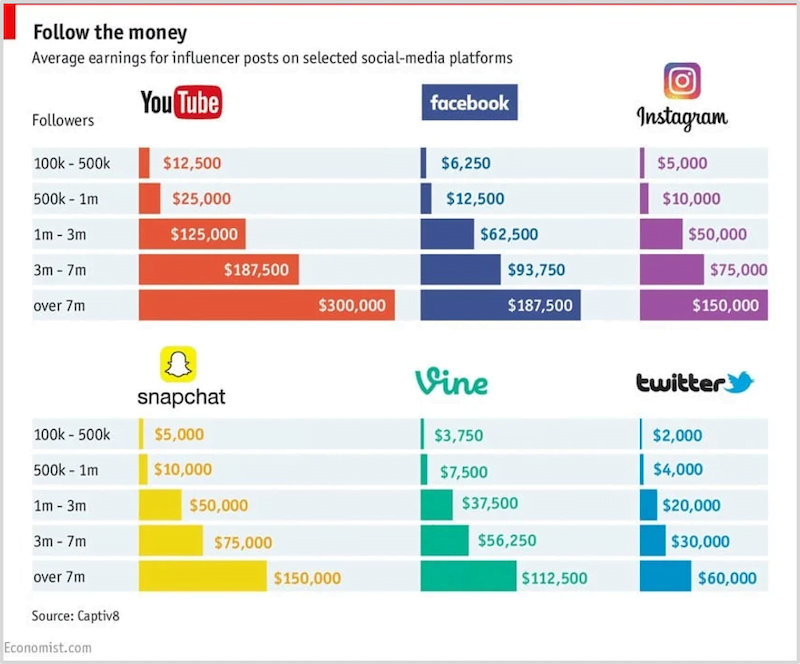 Follow the money
Average earnings for influencer posts on selected social-media platforms
Followers
YouTube
facebook
Instagram
100k - 500k $12,500 $6,250 $5,000
500k - 1m $25,000 $12,500 $10,000
1m - 3m $125,000 $62,500 $50,000
3m - 7m $187,500 $93,750 $75,000
over 7m $300,000 $187,500 $150,000
snapchat
Vine
twitter
100k - 500k $5,000 $3,750 $2,000
500k - 1m $10,000 $7,500 $4,000
1m - 3m $50,000 $37,500 $20,000
3m - 7m $75,000 $56,250 $30,000
over 7m $150,000 $112,500 $60,000
Source: Captiv8
Economist.com